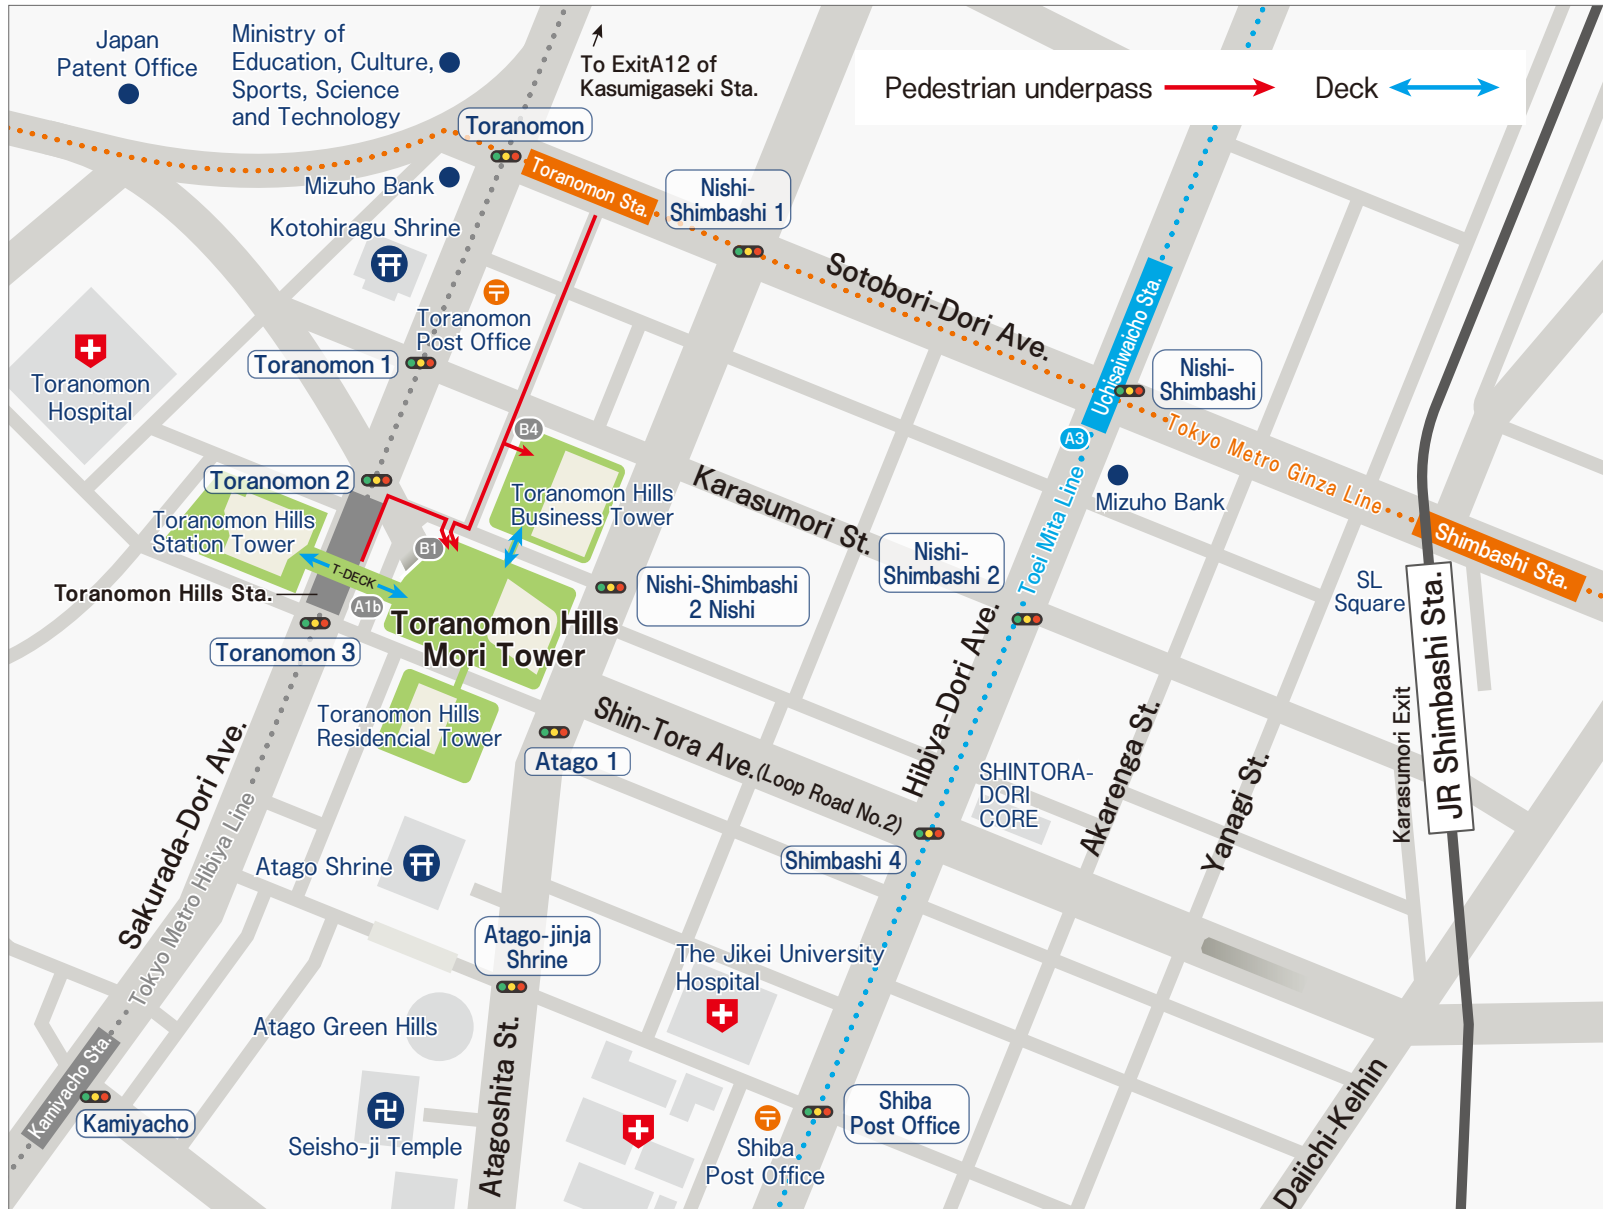 Japan
Patent Office
Ministry of
Education, Culture,
Sports, Science
and Technology
To ExitA12 of
Kasumigaseki Sta.
Pedestrian underpass
Deck
Toranomon
Toranomon Sta.
Mizuho Bank
Nishi-
Shimbashi 1
Kotohiragu Shrine
Sotobori-Dori Ave.
Uchisaiwaicho Sta.
Toranomon
Post Office
Toranomon 1
Toranomon
Hospital
Nishi-
Shimbashi
Tokyo Metro Ginza Line
B4
A3
Toranomon 2
Karasumori St.
Mizuho Bank
Toranomon Hills
Business Tower
Toranomon Hills
Station Tower
B1
Nishi-
Shimbashi 2
Toei Mita Line
Shimbashi Sta.
T-DECK
Toranomon Hills Sta.
A1b
Nishi-Shimbashi
2 Nishi
SL
Square
JR Shimbashi Sta.
Toranomon Hills
Mori Tower
Toranomon 3
Hibiya-Dori Ave.
Toranomon Hills
Residencial Tower
Shin-Tora Ave.(Loop Road No.2)
Atago 1
Karasumori Exit
Akarenga St.
Yanagi St.
SHINTORA-
DORI
CORE
Sakurada-Dori Ave.
Tokyo Metro Hibiya Line
Shimbashi 4
Atago Shrine
Atago-jinja
Shrine
The Jikei University
Hospital
Atago Green Hills
Atagoshita St.
Kamiyacho Sta.
Kamiyacho
Seisho-ji Temple
Shiba
Post Office
Shiba
Post Office
Daiichi-Keihin